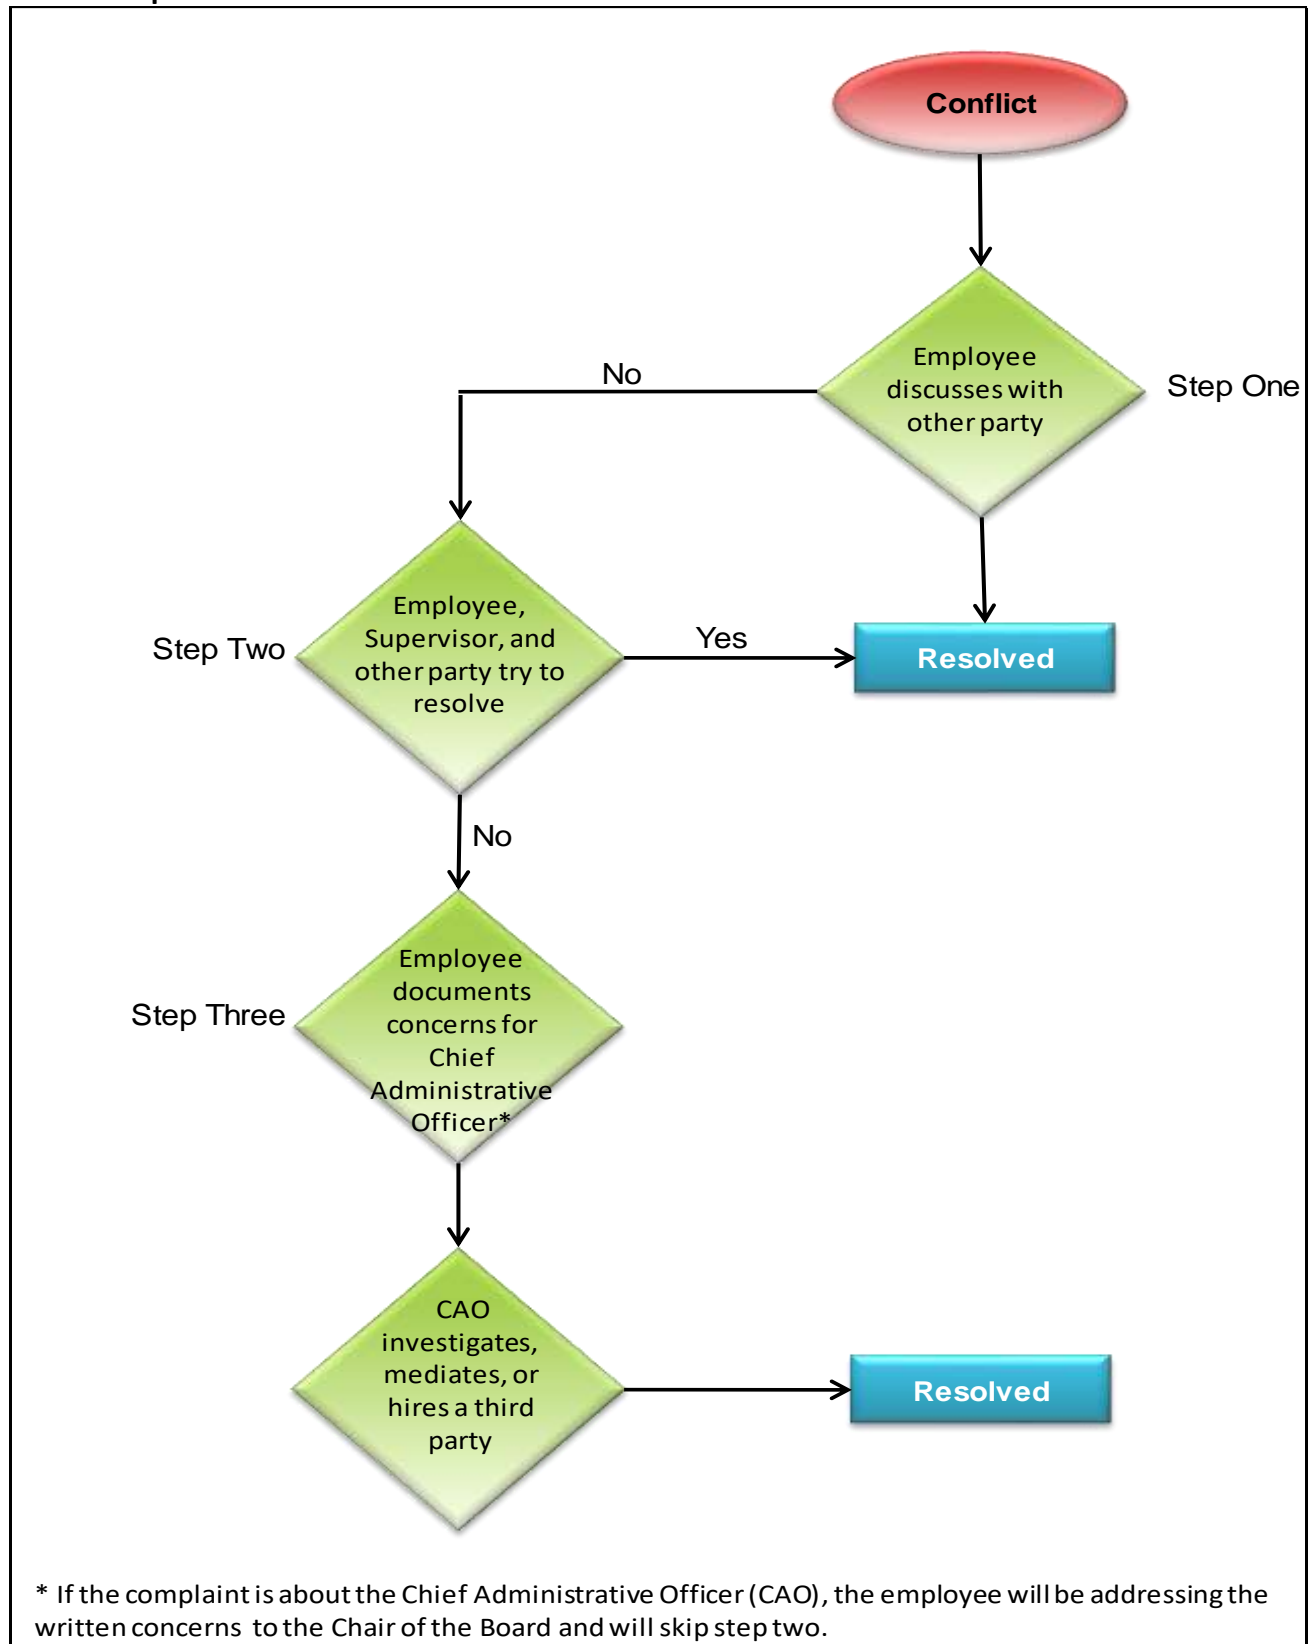 Conflict
Employee
discusses with
other party
Step One
No
Employee,
Supervisor, and
other party try to
resolve
Step Two
Yes
Resolved
No
Employee
documents
concerns for
Chief
Administrative
Officer*
Step Three
CAO
investigates,
mediates, or
hires a third
party
Resolved
* If the complaint is about the Chief Administrative Officer (CAO), the employee will be addressing the
written concerns to the Chair of the Board and will skip step two.